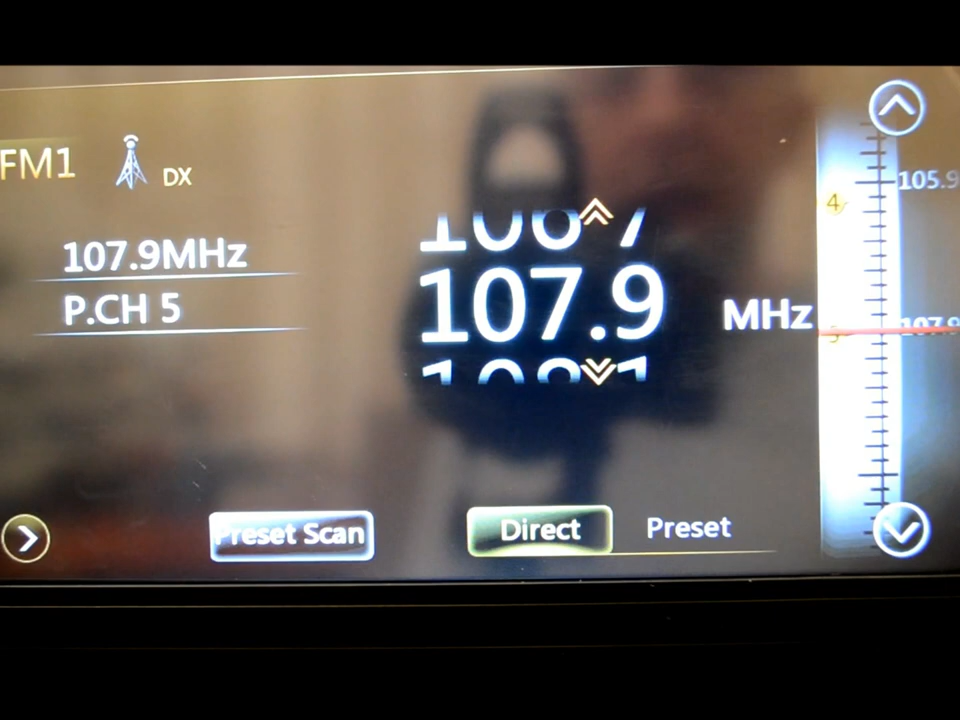 FM1
DX
105.9
4
107.9MHz
P.CH 5
107.9
MHz
107.9
5
Preset Scan
Direct
Preset